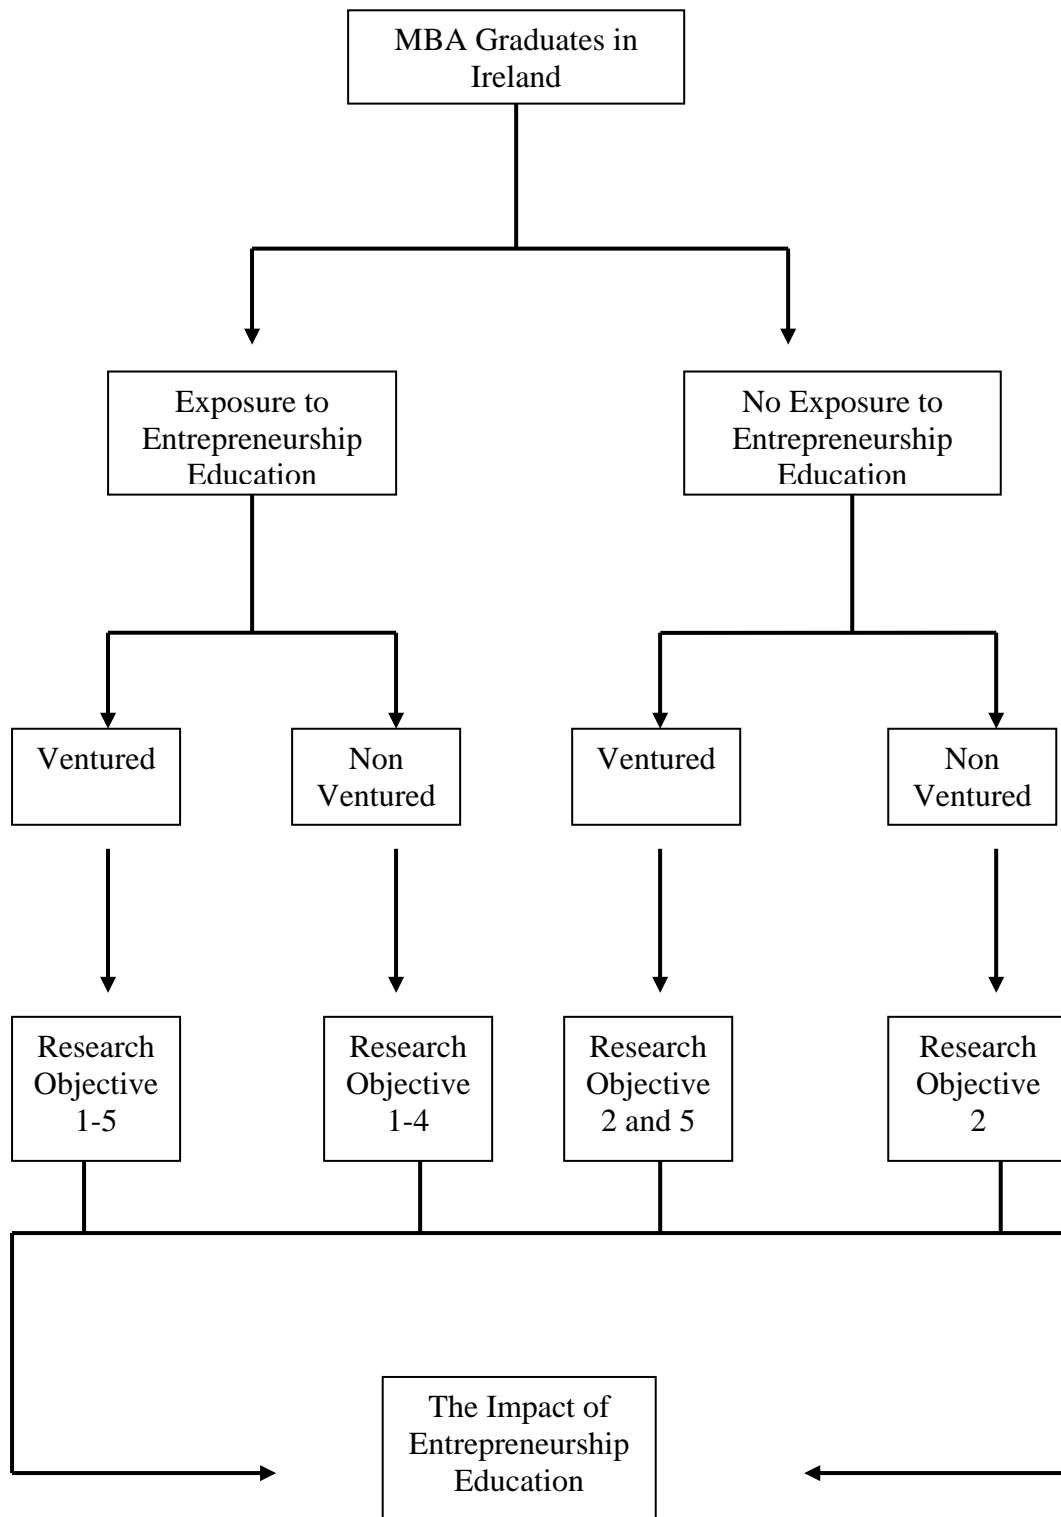 MBA Graduates in
Ireland
Exposure to
Entrepreneurship
Education
No Exposure to
Entrepreneurship
Education
Ventured
Non
Ventured
Ventured
Non
Ventured
Research
Objective
1-5
Research
Objective
1-4
Research
Objective
2 and 5
Research
Objective
2
The Impact of
Entrepreneurship
Education